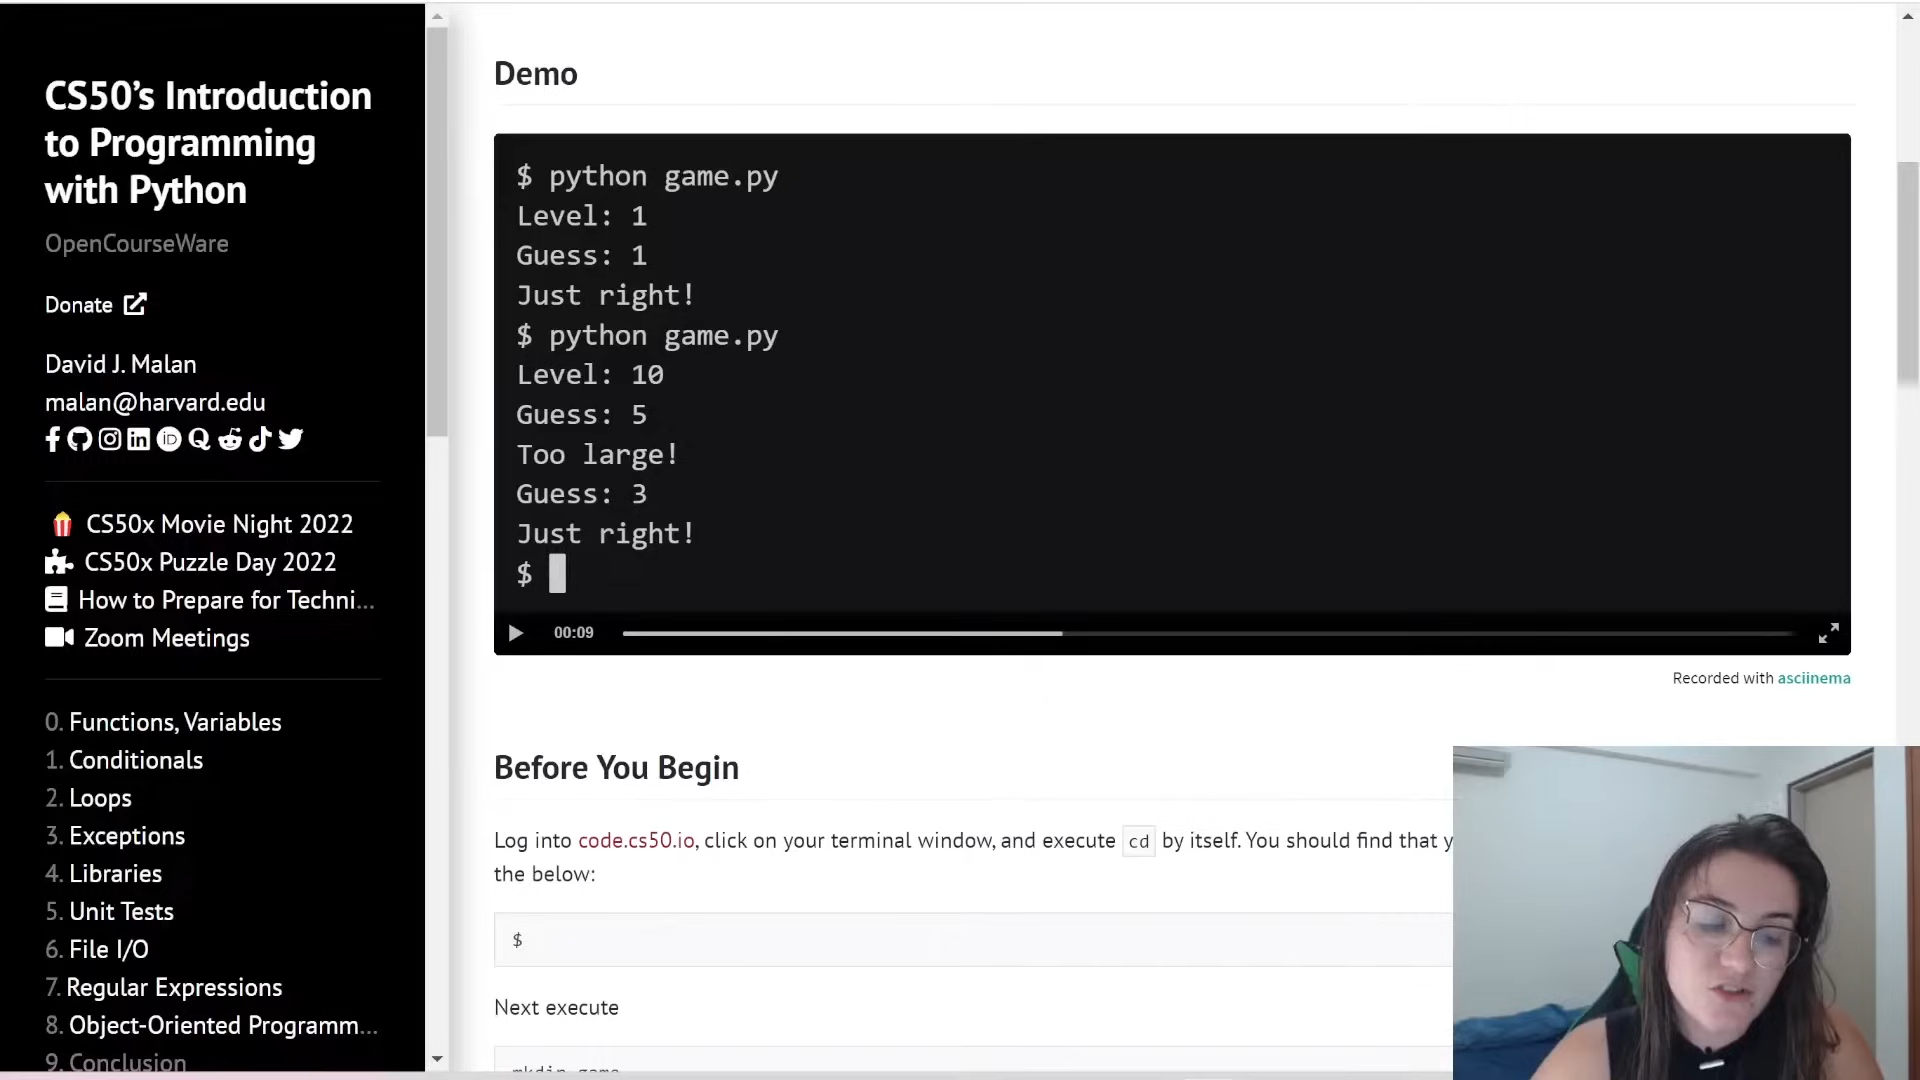 CS50’s Introduction
to Programming
with Python
OpenCourseWare
Donate
David J. Malan
malan@harvard.edu
CS50x Movie Night 2022
CS50x Puzzle Day 2022
How to Prepare for Techni...
Zoom Meetings
0. Functions, Variables
1. Conditionals
2. Loops
3. Exceptions
4. Libraries
5. Unit Tests
6. File I/O
7. Regular Expressions
8. Object-Oriented Programm...
9. Conclusion
Demo
$ python game.py
Level: 1
Guess: 1
Just right!
$ python game.py
Level: 10
Guess: 5
Too large!
Guess: 3
Just right!
$
00:09
Recorded with asciinema
Before You Begin
Log into code.cs50.io, click on your terminal window, and execute cd by itself. You should find that y
the below:
$
Next execute
mkdir game